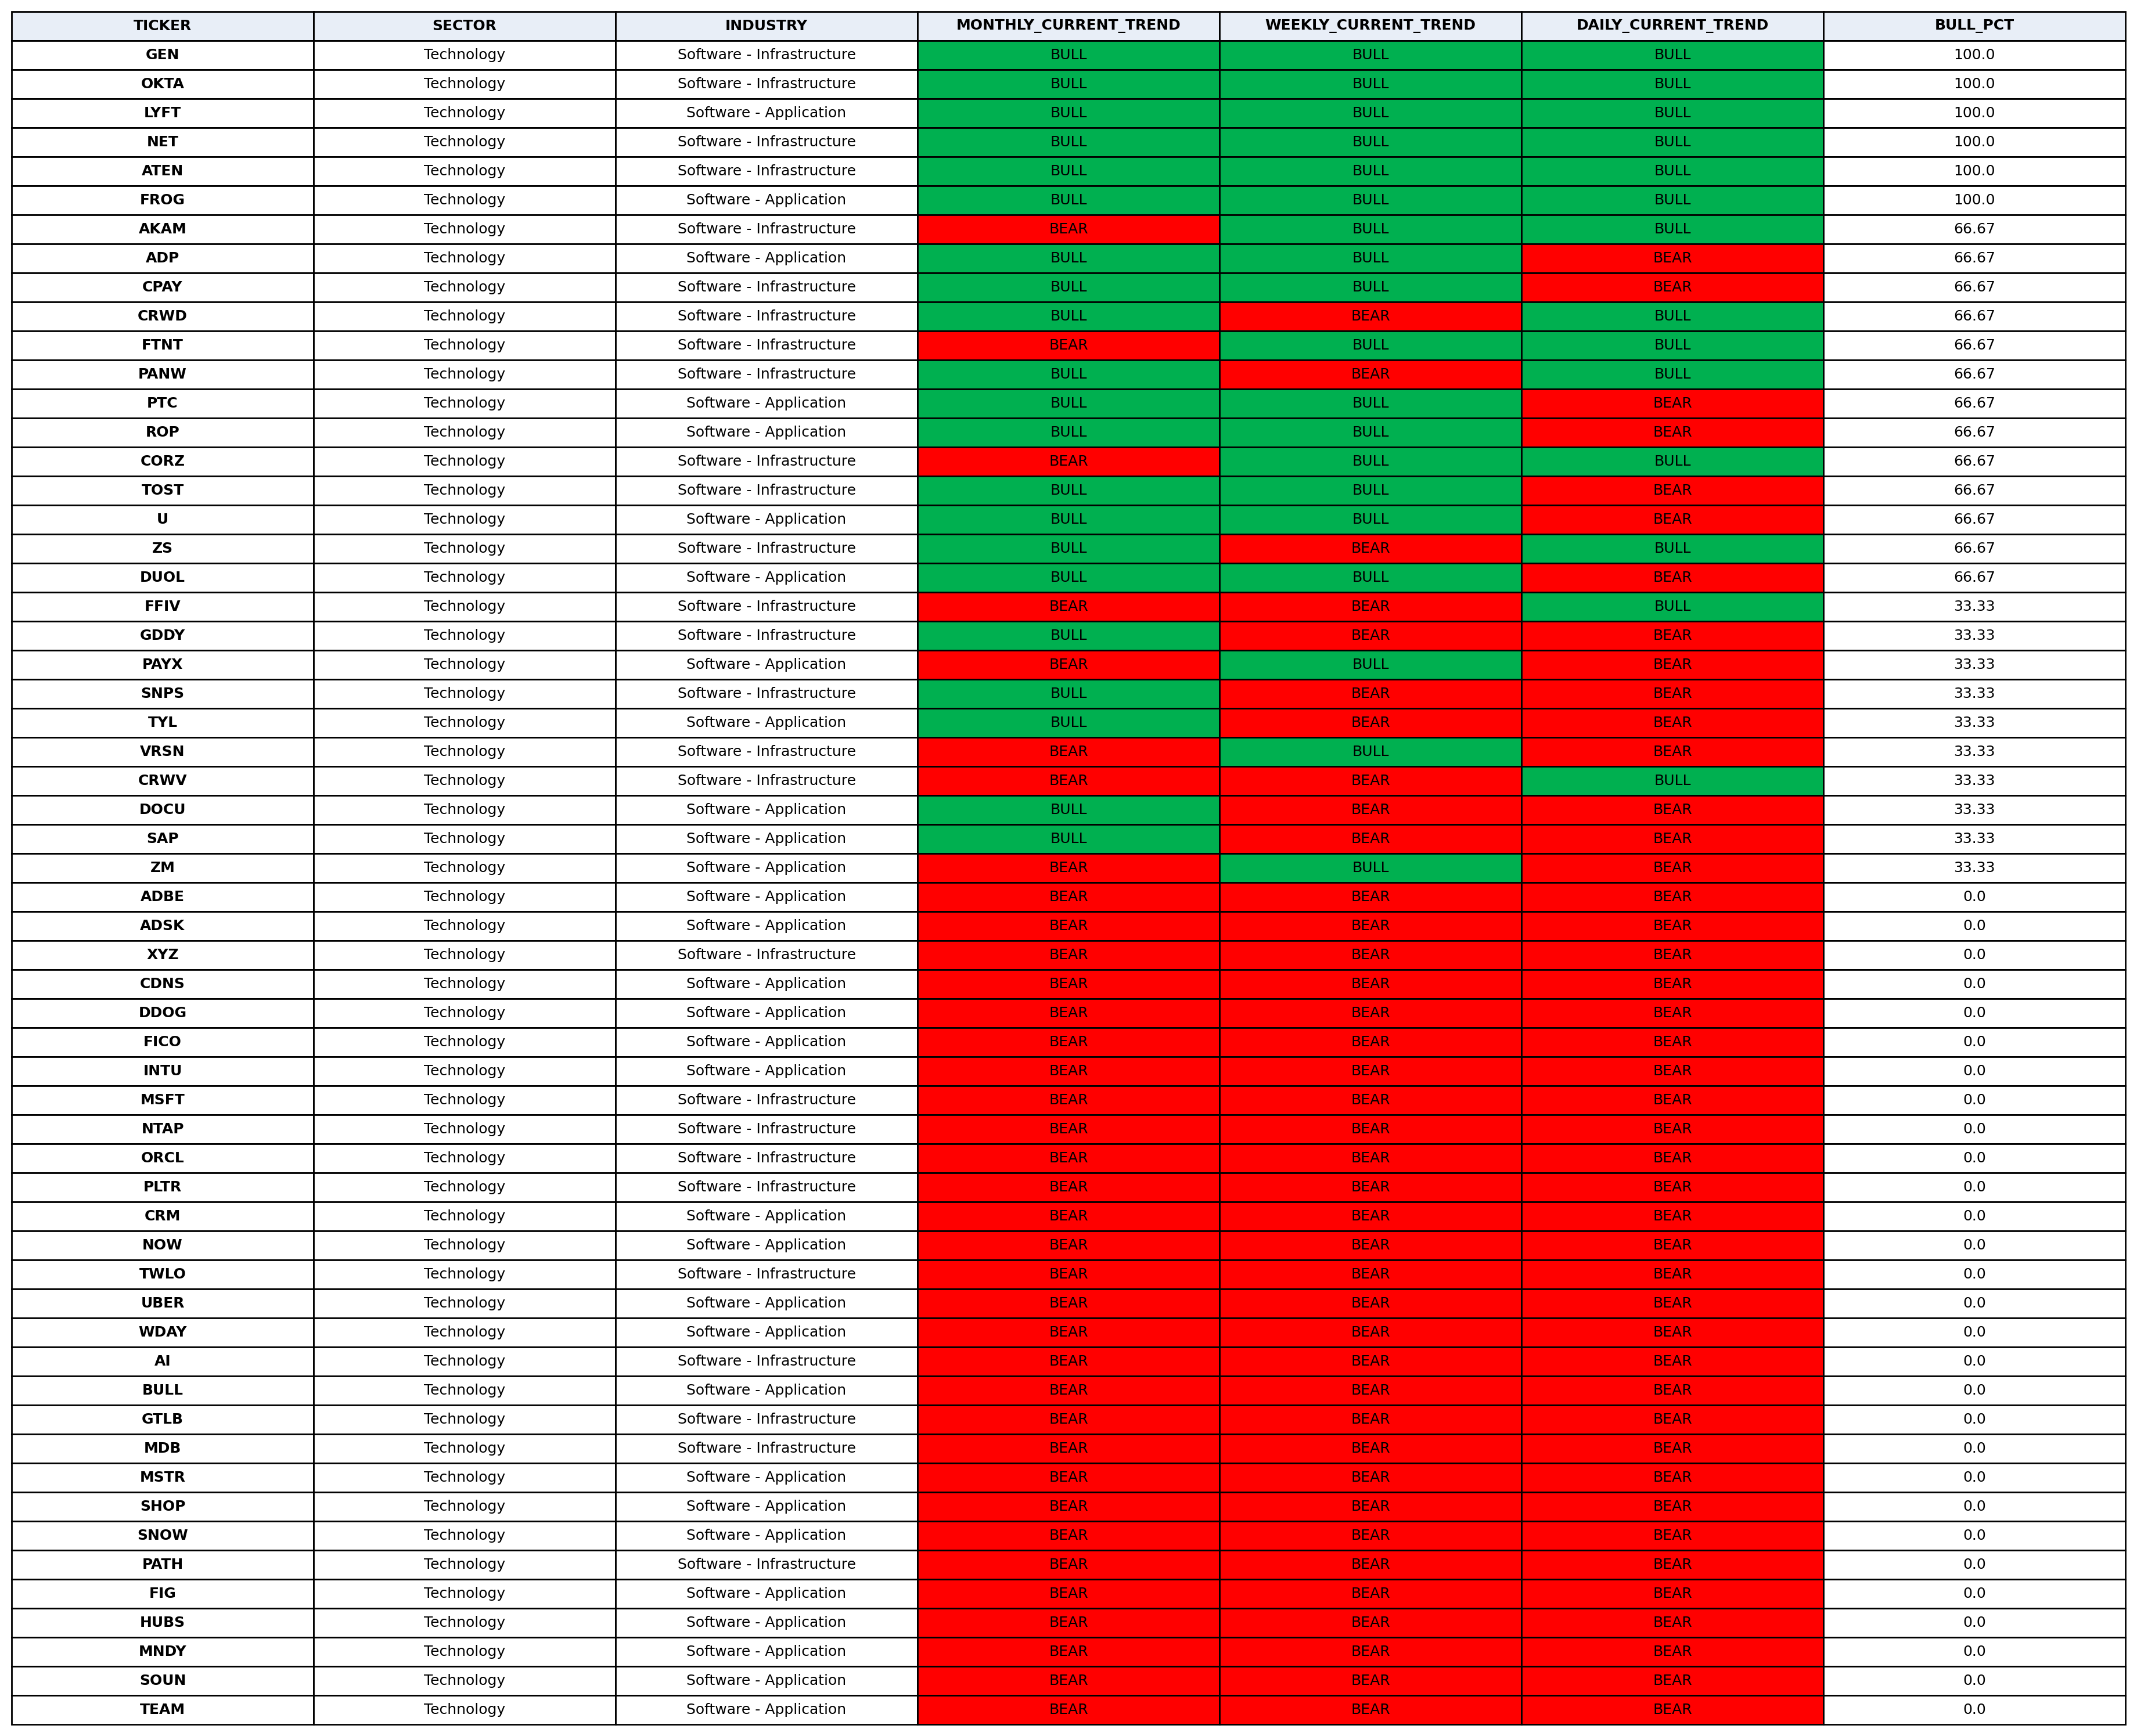 TICKER SECTOR INDUSTRY MONTHLY_CURRENT_TREND WEEKLY_CURRENT_TREND DAILY_CURRENT_TREND BULL_PCT
GEN Technology Software - Infrastructure BULL BULL BULL 100.0
OKTA Technology Software - Infrastructure BULL BULL BULL 100.0
LYFT Technology Software - Application BULL BULL BULL 100.0
NET Technology Software - Infrastructure BULL BULL BULL 100.0
ATEN Technology Software - Infrastructure BULL BULL BULL 100.0
FROG Technology Software - Application BULL BULL BULL 100.0
AKAM Technology Software - Infrastructure BEAR BULL BULL 66.67
ADP Technology Software - Application BULL BULL BEAR 66.67
CPAY Technology Software - Infrastructure BULL BULL BEAR 66.67
CRWD Technology Software - Infrastructure BULL BEAR BULL 66.67
FTNT Technology Software - Infrastructure BEAR BULL BULL 66.67
PANW Technology Software - Infrastructure BULL BEAR BULL 66.67
PTC Technology Software - Application BULL BULL BEAR 66.67
ROP Technology Software - Application BULL BULL BEAR 66.67
CORZ Technology Software - Infrastructure BEAR BULL BULL 66.67
TOST Technology Software - Infrastructure BULL BULL BEAR 66.67
U Technology Software - Application BULL BULL BEAR 66.67
ZS Technology Software - Infrastructure BULL BEAR BULL 66.67
DUOL Technology Software - Application BULL BULL BEAR 66.67
FFIV Technology Software - Infrastructure BEAR BEAR BULL 33.33
GDDY Technology Software - Infrastructure BULL BEAR BEAR 33.33
PAYX Technology Software - Application BEAR BULL BEAR 33.33
SNPS Technology Software - Infrastructure BULL BEAR BEAR 33.33
TYL Technology Software - Application BULL BEAR BEAR 33.33
VRSN Technology Software - Infrastructure BEAR BULL BEAR 33.33
CRWV Technology Software - Infrastructure BEAR BEAR BULL 33.33
DOCU Technology Software - Application BULL BEAR BEAR 33.33
SAP Technology Software - Application BULL BEAR BEAR 33.33
ZM Technology Software - Application BEAR BULL BEAR 33.33
ADBE Technology Software - Application BEAR BEAR BEAR 0.0
ADSK Technology Software - Application BEAR BEAR BEAR 0.0
XYZ Technology Software - Infrastructure BEAR BEAR BEAR 0.0
CDNS Technology Software - Application BEAR BEAR BEAR 0.0
DDOG Technology Software - Application BEAR BEAR BEAR 0.0
FICO Technology Software - Application BEAR BEAR BEAR 0.0
INTU Technology Software - Application BEAR BEAR BEAR 0.0
MSFT Technology Software - Infrastructure BEAR BEAR BEAR 0.0
NTAP Technology Software - Infrastructure BEAR BEAR BEAR 0.0
ORCL Technology Software - Infrastructure BEAR BEAR BEAR 0.0
PLTR Technology Software - Infrastructure BEAR BEAR BEAR 0.0
CRM Technology Software - Application BEAR BEAR BEAR 0.0
NOW Technology Software - Application BEAR BEAR BEAR 0.0
TWLO Technology Software - Infrastructure BEAR BEAR BEAR 0.0
UBER Technology Software - Application BEAR BEAR BEAR 0.0
WDAY Technology Software - Application BEAR BEAR BEAR 0.0
AI Technology Software - Infrastructure BEAR BEAR BEAR 0.0
BULL Technology Software - Application BEAR BEAR BEAR 0.0
GTLB Technology Software - Infrastructure BEAR BEAR BEAR 0.0
MDB Technology Software - Infrastructure BEAR BEAR BEAR 0.0
MSTR Technology Software - Application BEAR BEAR BEAR 0.0
SHOP Technology Software - Application BEAR BEAR BEAR 0.0
SNOW Technology Software - Application BEAR BEAR BEAR 0.0
PATH Technology Software - Infrastructure BEAR BEAR BEAR 0.0
FIG Technology Software - Application BEAR BEAR BEAR 0.0
HUBS Technology Software - Application BEAR BEAR BEAR 0.0
MNDY Technology Software - Application BEAR BEAR BEAR 0.0
SOUN Technology Software - Application BEAR BEAR BEAR 0.0
TEAM Technology Software - Application BEAR BEAR BEAR 0.0